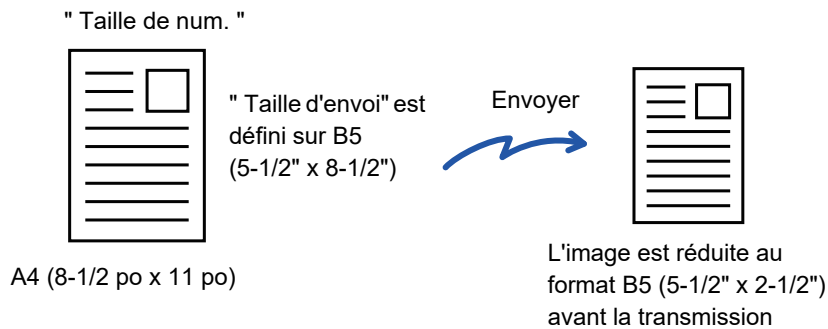 " Taille de num. "
" Taille d'envoi" est
défini sur B5
(5-1/2" x 8-1/2")
Envoyer
A4 (8-1/2 po x 11 po)
L'image est réduite au
format B5 (5-1/2" x 2-1/2")
avant la transmission